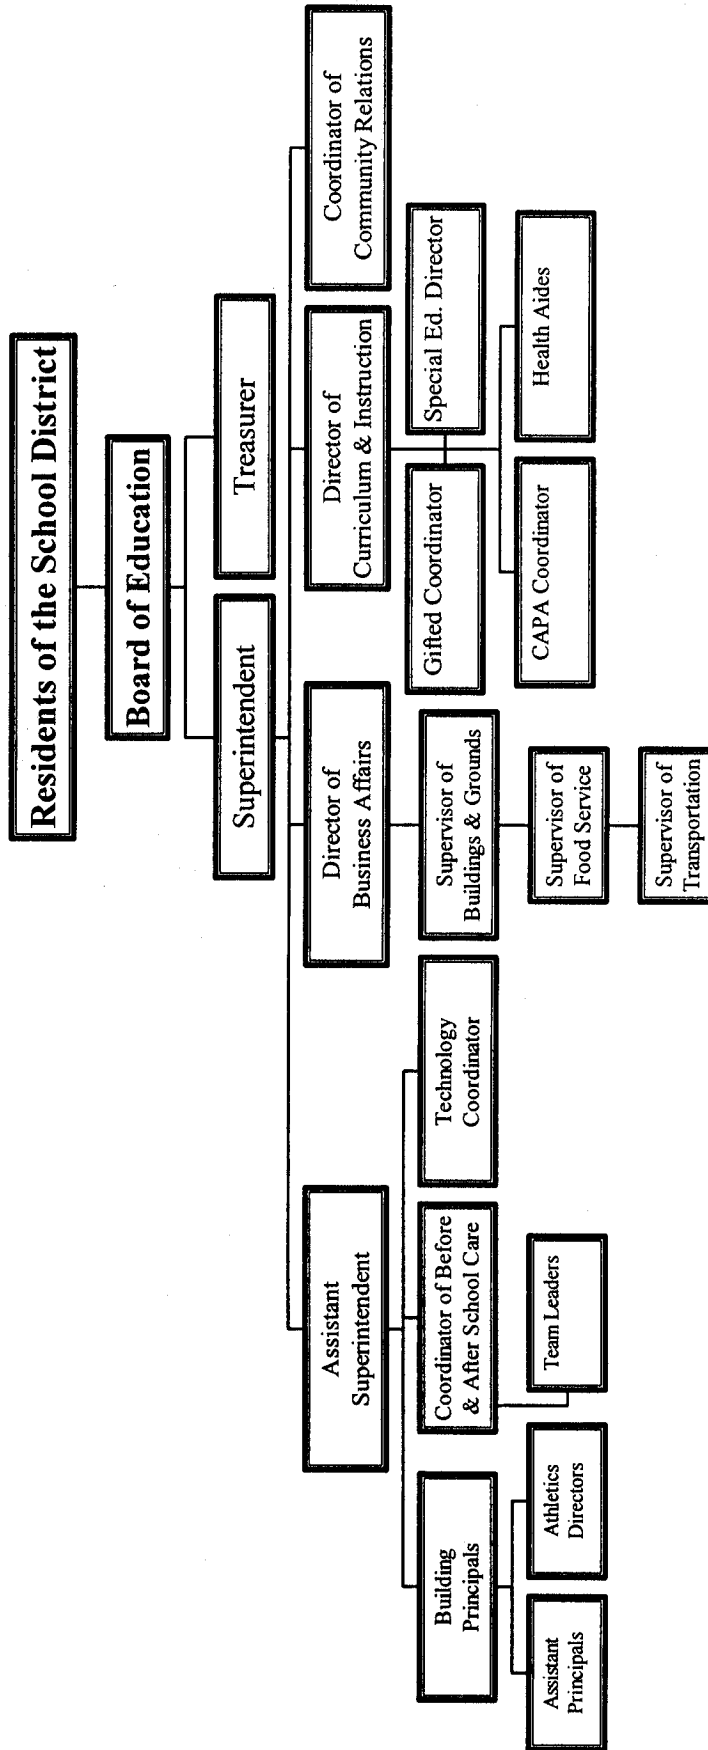 Residents of the School District
Board of Education
Superintendent
Treasurer
Assistant
Superintendent
Director of
Business Affairs
Director of
Curriculum & Instruction
Coordinator of
Community Relations
Building
Principals
Coordinator of Before
& After School Care
Technology
Coordinator
Supervisor of
Buildings & Grounds
Gifted Coordinator
Special Ed. Director
Assistant
Principals
Athletics
Directors
Team Leaders
Supervisor of
Food Service
CAPA Coordinator
Health Aides
Supervisor of
Transportation